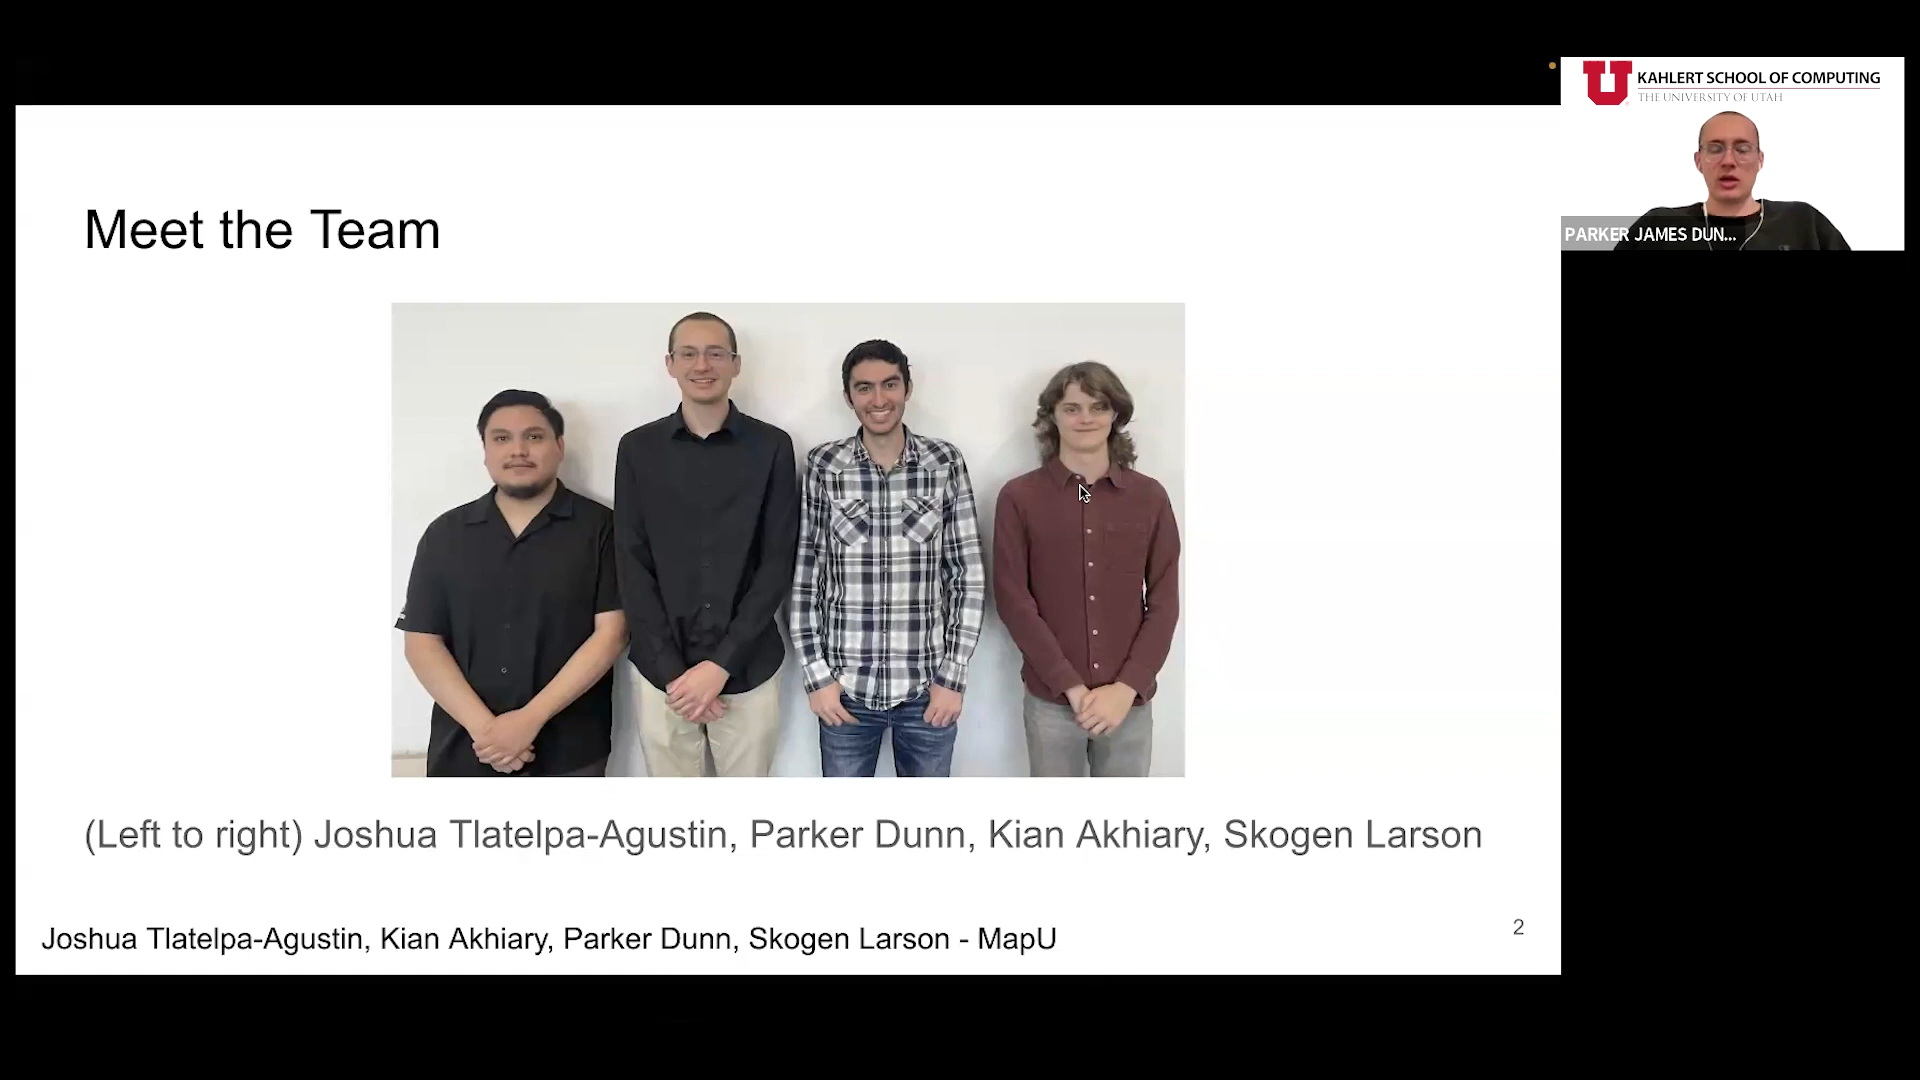 KAHLERT SCHOOL OF COMPUTING
THE UNIVERSITY OF UTAH
PARKER JAMES DUN...
Meet the Team
(Left to right) Joshua Tlatelpa-Agustin, Parker Dunn, Kian Akhiary, Skogen Larson
Joshua Tlatelpa-Agustin, Kian Akhiary, Parker Dunn, Skogen Larson - MapU
2